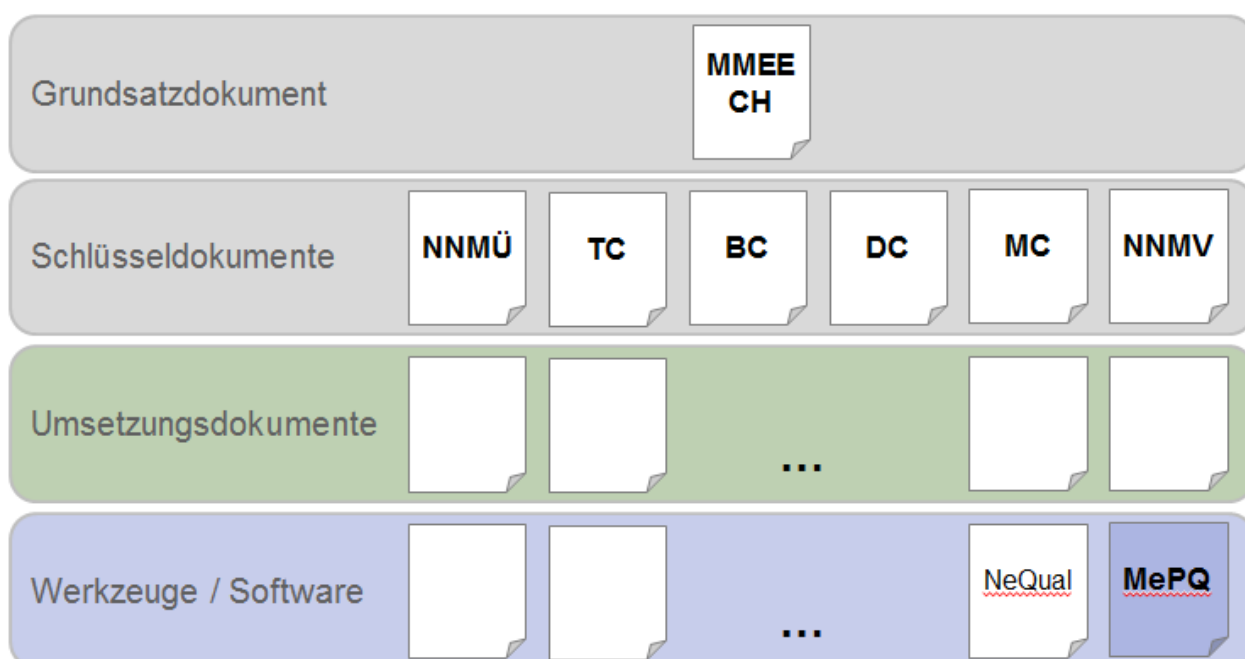 Grundsatzdokument
MMEE
CH
Schlüsseldokumente
NNMÜ
TC
BC
DC
MC
NNMV
Umsetzungsdokumente
...
Werkzeuge / Software
...
NeQual
MePQ